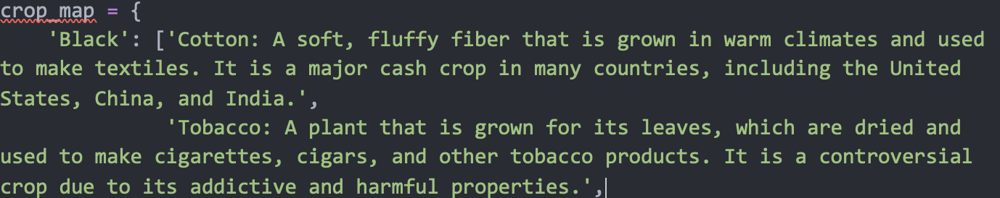 crop_map = {
    'Black': ['Cotton: A soft, fluffy fiber that is grown in warm climates and used
to make textiles. It is a major cash crop in many countries, including the United
States, China, and India.',
              'Tobacco: A plant that is grown for its leaves, which are dried and
used to make cigarettes, cigars, and other tobacco products. It is a controversial
crop due to its addictive and harmful properties.',